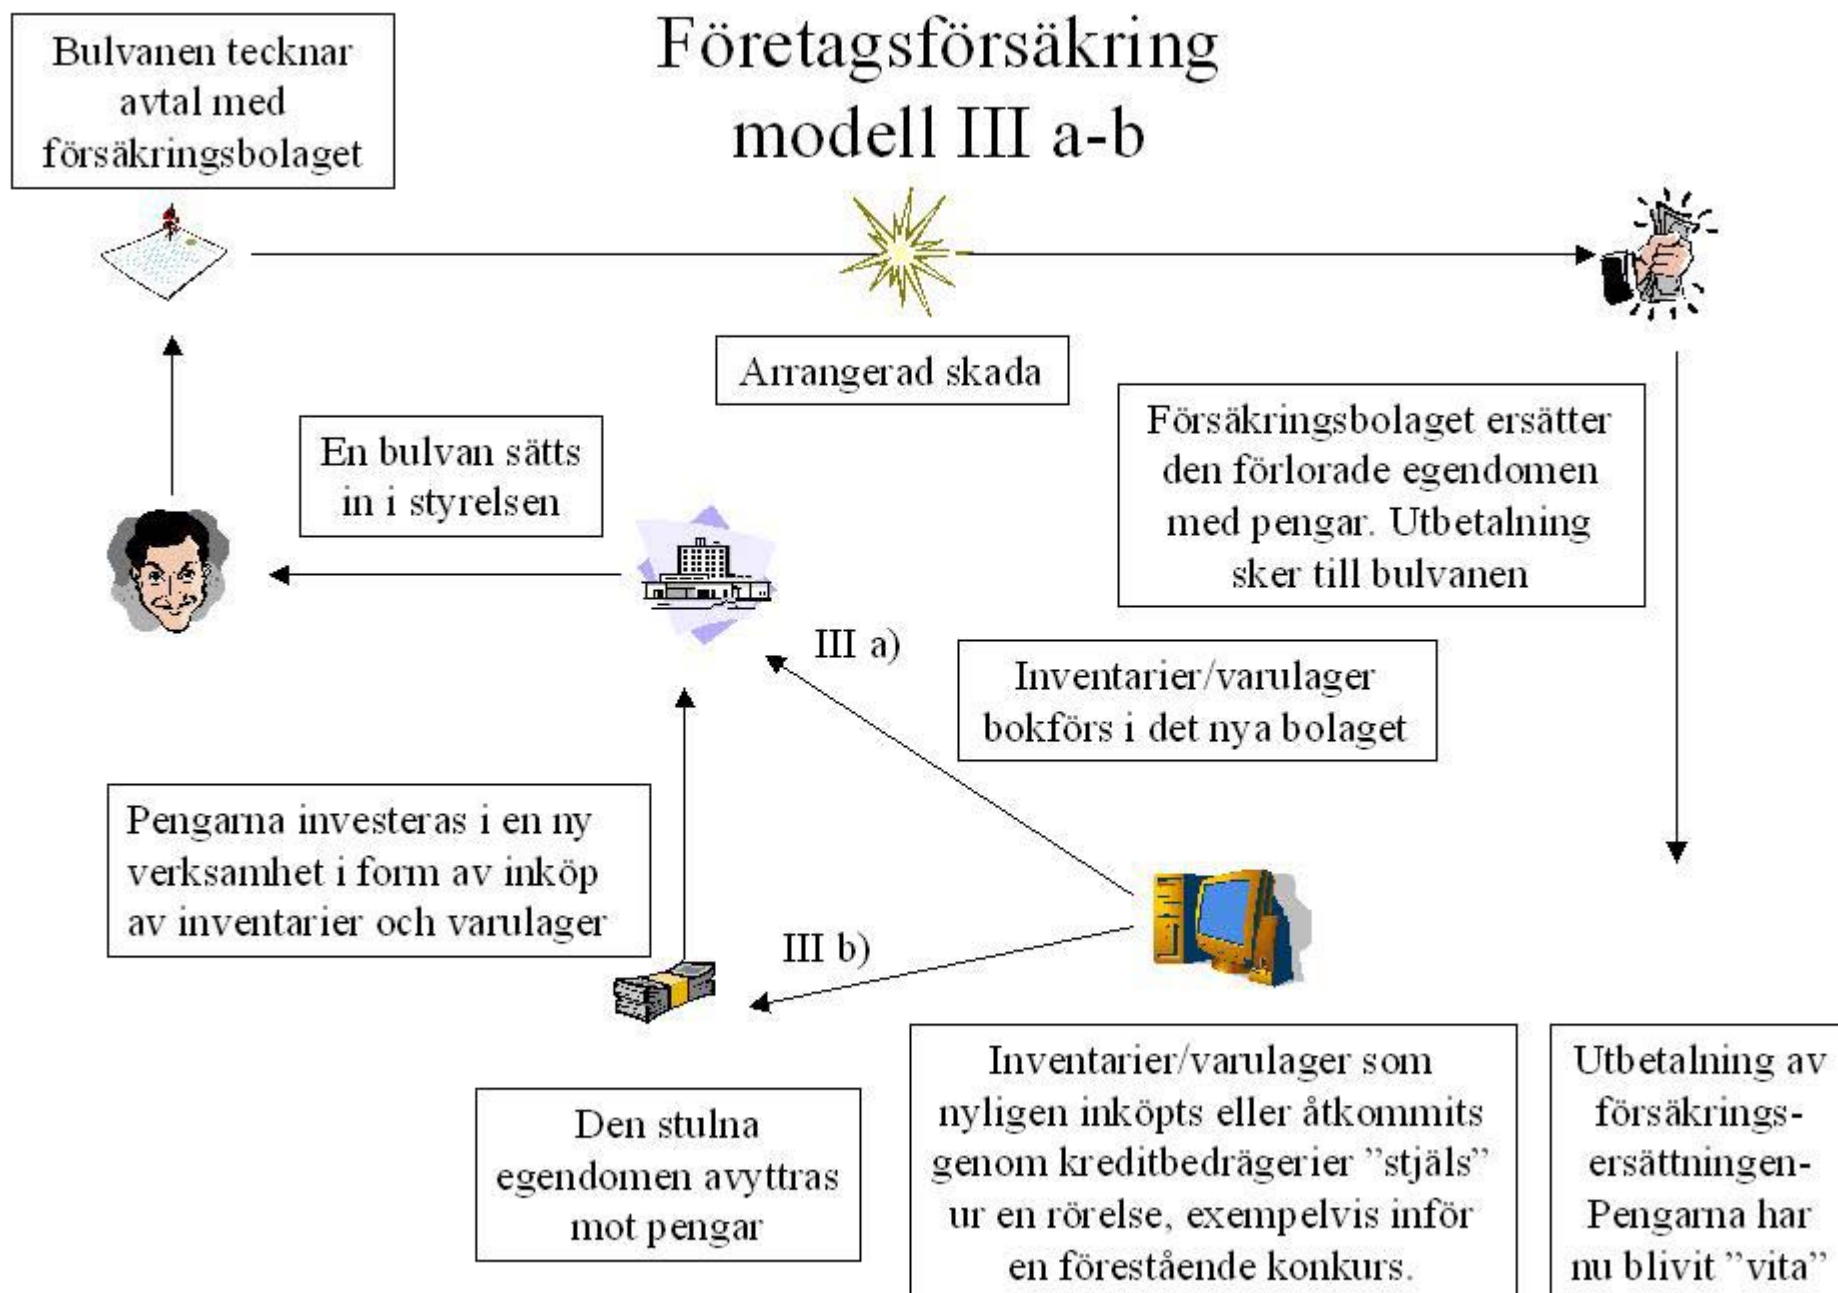 Företagsförsäkring
modell III a-b
Bulvanen tecknar
avtal med
försäkringsbolaget
Arrangerad skada
En bulvan sätts
in i styrelsen
Försäkringsbolaget ersätter
den förlorade egendomen
med pengar. Utbetalning
sker till bulvanen
III a)
Inventarier/varulager
bokförs i det nya bolaget
Pengarna investeras i en ny
verksamhet i form av inköp
av inventarier och varulager
III b)
Den stulna
egendomen avyttras
mot pengar
Inventarier/varulager som
nyligen inköpts eller åtkommits
genom kreditbedrägerier ”stjäls”
ur en rörelse, exempelvis inför
en förestående konkurs.
Utbetalning av
försäkrings-
ersättningen-
Pengarna har
nu blivit ”vita”